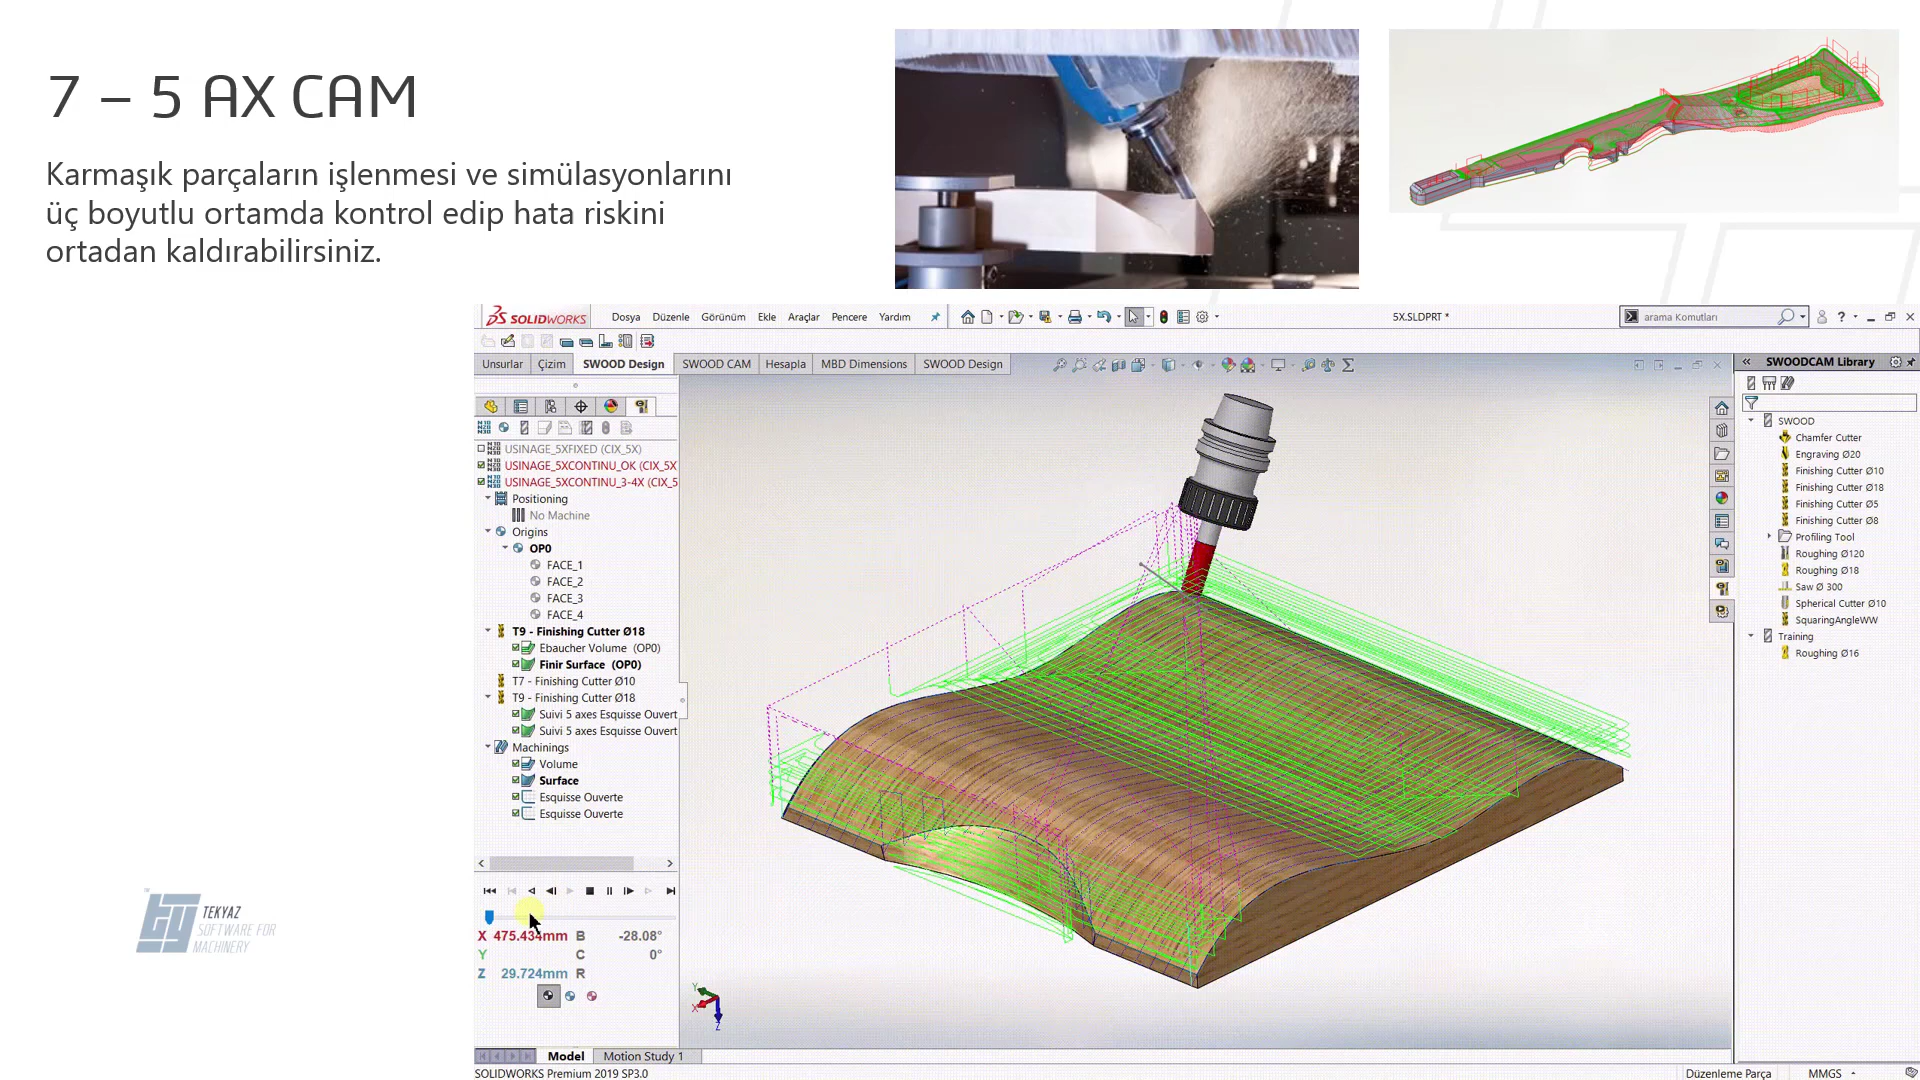 7 – 5 AX CAM
Karmaşık parçaların işlenmesi ve simülasyonlarını
üç boyutlu ortamda kontrol edip hata riskini
ortadan kaldırabilirsiniz.
SOLIDWORKS
Dosya Düzenle Görünüm Ekle Araçlar Pencere Yardım
5X.SLDPRT *
arama Komutları
Unsurlar Çizim SWOOD Design SWOOD CAM Hesapla MBD Dimensions SWOOD Design
SWOODCAM Library
USINAGE_5XFIXED (CIX_5X)
USINAGE_5XCONTINU_OK (CIX_5X
USINAGE_5XCONTINU_3-4X (CIX_5
Positioning
No Machine
Origins
OP0
FACE_1
FACE_2
FACE_3
FACE_4
T9 - Finishing Cutter Ø18
Ebaucher Volume (OP0)
Finir Surface (OP0)
T7 - Finishing Cutter Ø10
T9 - Finishing Cutter Ø18
Suivi 5 axes Esquisse Ouvert
Suivi 5 axes Esquisse Ouvert
Machinings
Volume
Surface
Esquisse Ouverte
Esquisse Ouverte
X 475.434mm B -28.08°
Y C 0°
Z 29.724mm R
SWOOD
Chamfer Cutter
Engraving Ø20
Finishing Cutter Ø10
Finishing Cutter Ø18
Finishing Cutter Ø5
Finishing Cutter Ø8
Profiling Tool
Roughing Ø120
Roughing Ø18
Saw Ø 300
Spherical Cutter Ø10
SquaringAngleWW
Training
Roughing Ø16
Y
X
Z
TEKYAZ
SOFTWARE FOR
MACHINERY
Model Motion Study 1
SOLIDWORKS Premium 2019 SP3.0
Düzenleme Parça MMGS